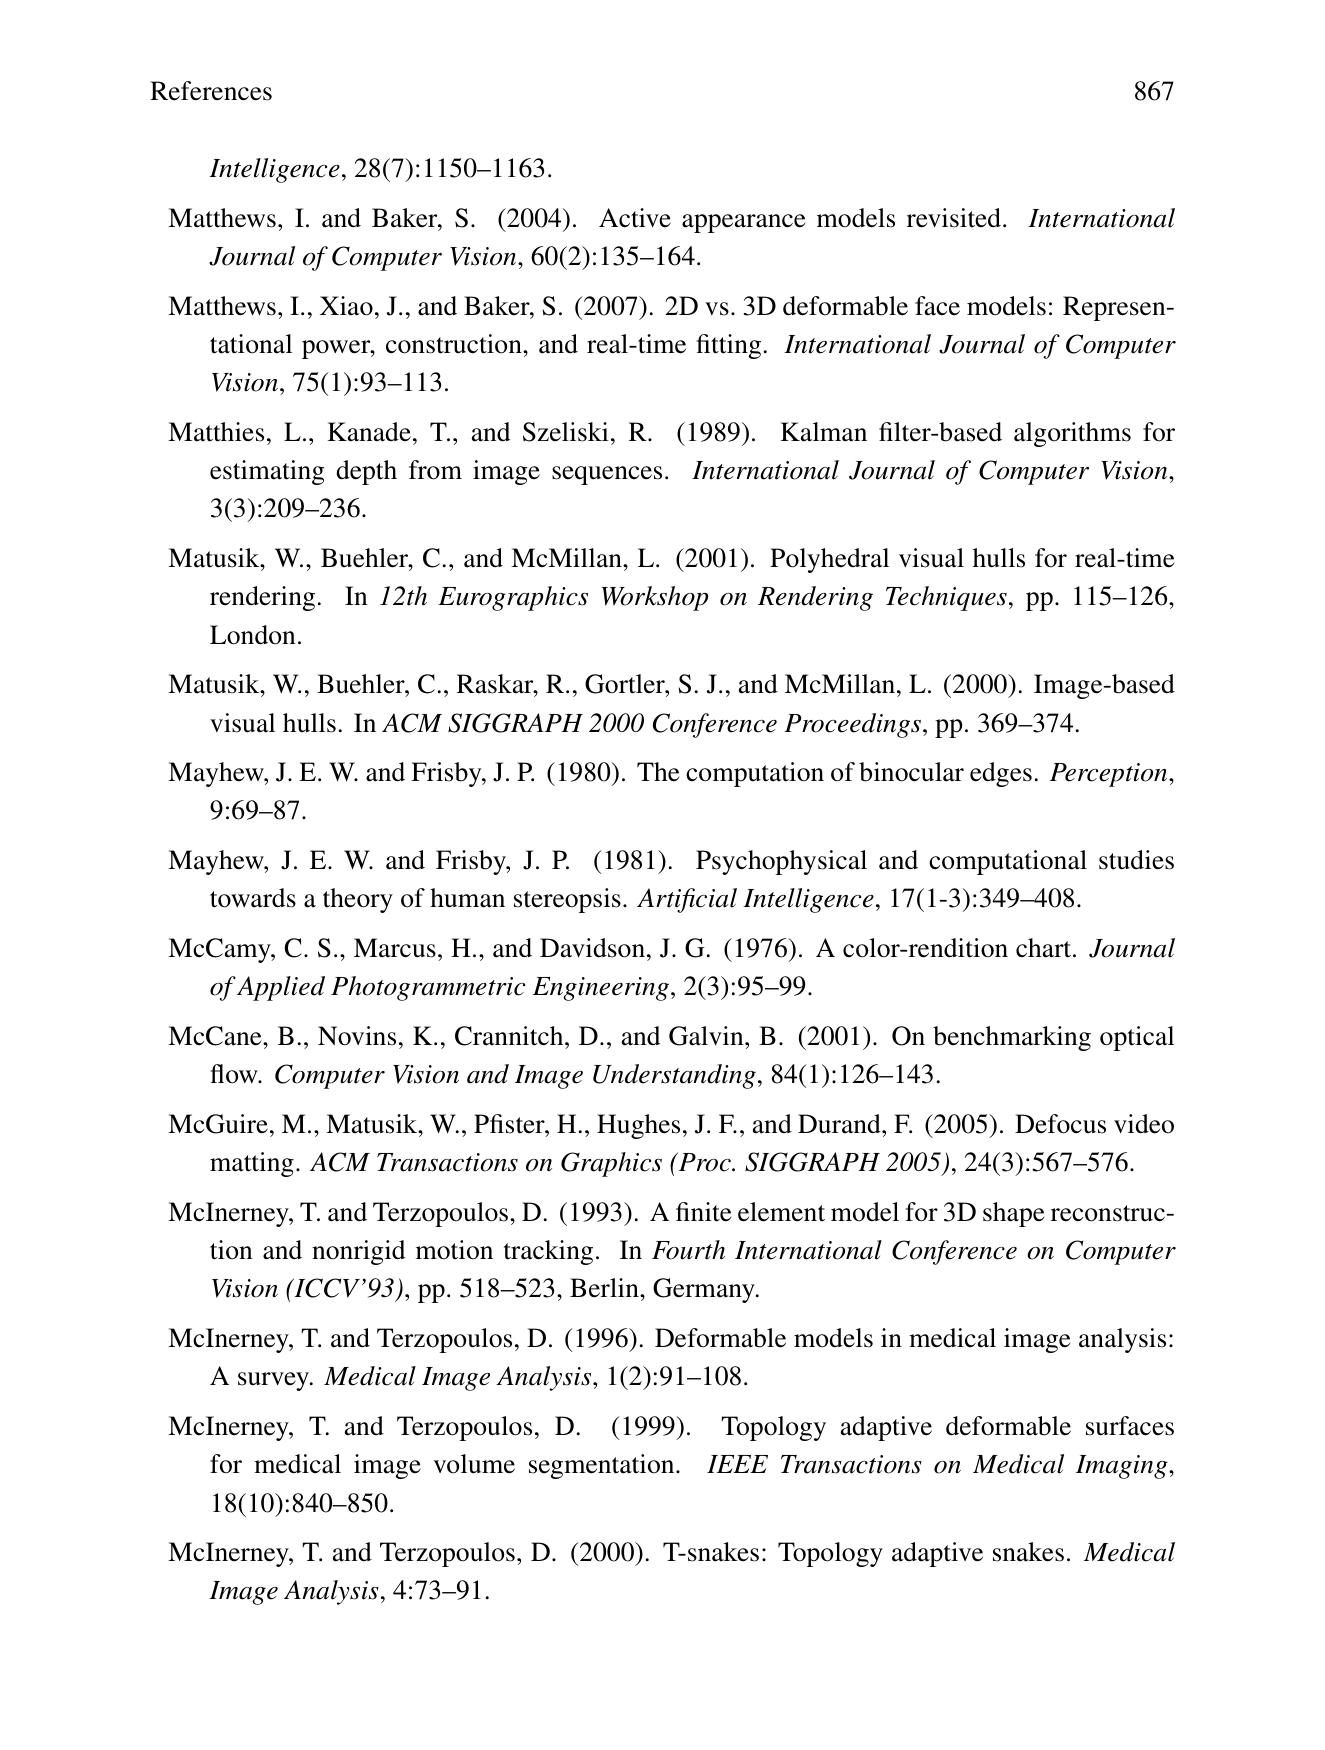 References 867
Intelligence, 28(7):1150–1163.
Matthews, I. and Baker, S. (2004). Active appearance models revisited. International
Journal of Computer Vision, 60(2):135–164.
Matthews, I., Xiao, J., and Baker, S. (2007). 2D vs. 3D deformable face models: Represen-
tational power, construction, and real-time fitting. International Journal of Computer
Vision, 75(1):93–113.
Matthies, L., Kanade, T., and Szeliski, R. (1989). Kalman filter-based algorithms for
estimating depth from image sequences. International Journal of Computer Vision,
3(3):209–236.
Matusik, W., Buehler, C., and McMillan, L. (2001). Polyhedral visual hulls for real-time
rendering. In 12th Eurographics Workshop on Rendering Techniques, pp. 115–126,
London.
Matusik, W., Buehler, C., Raskar, R., Gortler, S. J., and McMillan, L. (2000). Image-based
visual hulls. In ACM SIGGRAPH 2000 Conference Proceedings, pp. 369–374.
Mayhew, J. E. W. and Frisby, J. P. (1980). The computation of binocular edges. Perception,
9:69–87.
Mayhew, J. E. W. and Frisby, J. P. (1981). Psychophysical and computational studies
towards a theory of human stereopsis. Artificial Intelligence, 17(1-3):349–408.
McCamy, C. S., Marcus, H., and Davidson, J. G. (1976). A color-rendition chart. Journal
of Applied Photogrammetric Engineering, 2(3):95–99.
McCane, B., Novins, K., Crannitch, D., and Galvin, B. (2001). On benchmarking optical
flow. Computer Vision and Image Understanding, 84(1):126–143.
McGuire, M., Matusik, W., Pfister, H., Hughes, J. F., and Durand, F. (2005). Defocus video
matting. ACM Transactions on Graphics (Proc. SIGGRAPH 2005), 24(3):567–576.
McInerney, T. and Terzopoulos, D. (1993). A finite element model for 3D shape reconstruc-
tion and nonrigid motion tracking. In Fourth International Conference on Computer
Vision (ICCV'93), pp. 518–523, Berlin, Germany.
McInerney, T. and Terzopoulos, D. (1996). Deformable models in medical image analysis:
A survey. Medical Image Analysis, 1(2):91–108.
McInerney, T. and Terzopoulos, D. (1999). Topology adaptive deformable surfaces
for medical image volume segmentation. IEEE Transactions on Medical Imaging,
18(10):840–850.
McInerney, T. and Terzopoulos, D. (2000). T-snakes: Topology adaptive snakes. Medical
Image Analysis, 4:73–91.